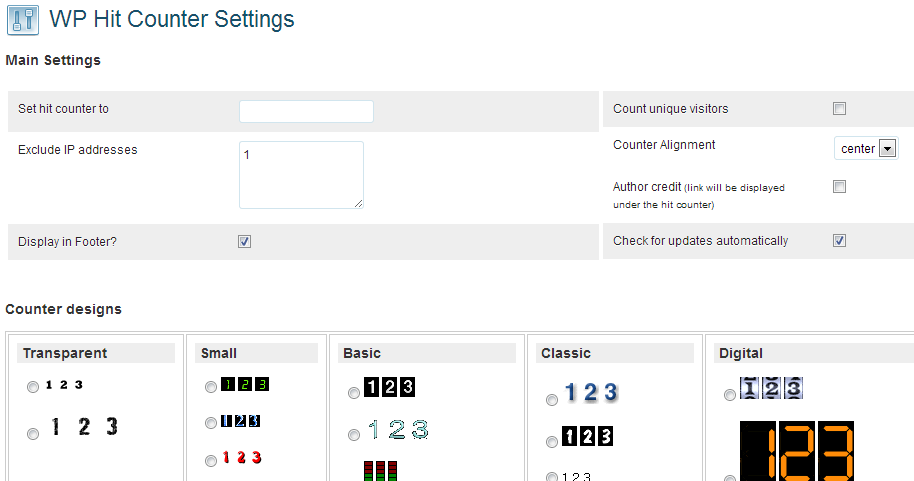 WP Hit Counter Settings
Main Settings
Set hit counter to
Exclude IP addresses
1
Display in Footer?
Count unique visitors
Counter Alignment
center
Author credit (link will be displayed
under the hit counter)
Check for updates automatically
Counter designs
Transparent
1 2 3
1 2 3
Small
1 2 3
1 2 3
1 2 3
Basic
1 2 3
1 2 3
Classic
1 2 3
1 2 3
1 2 3
Digital
1 2 3
123